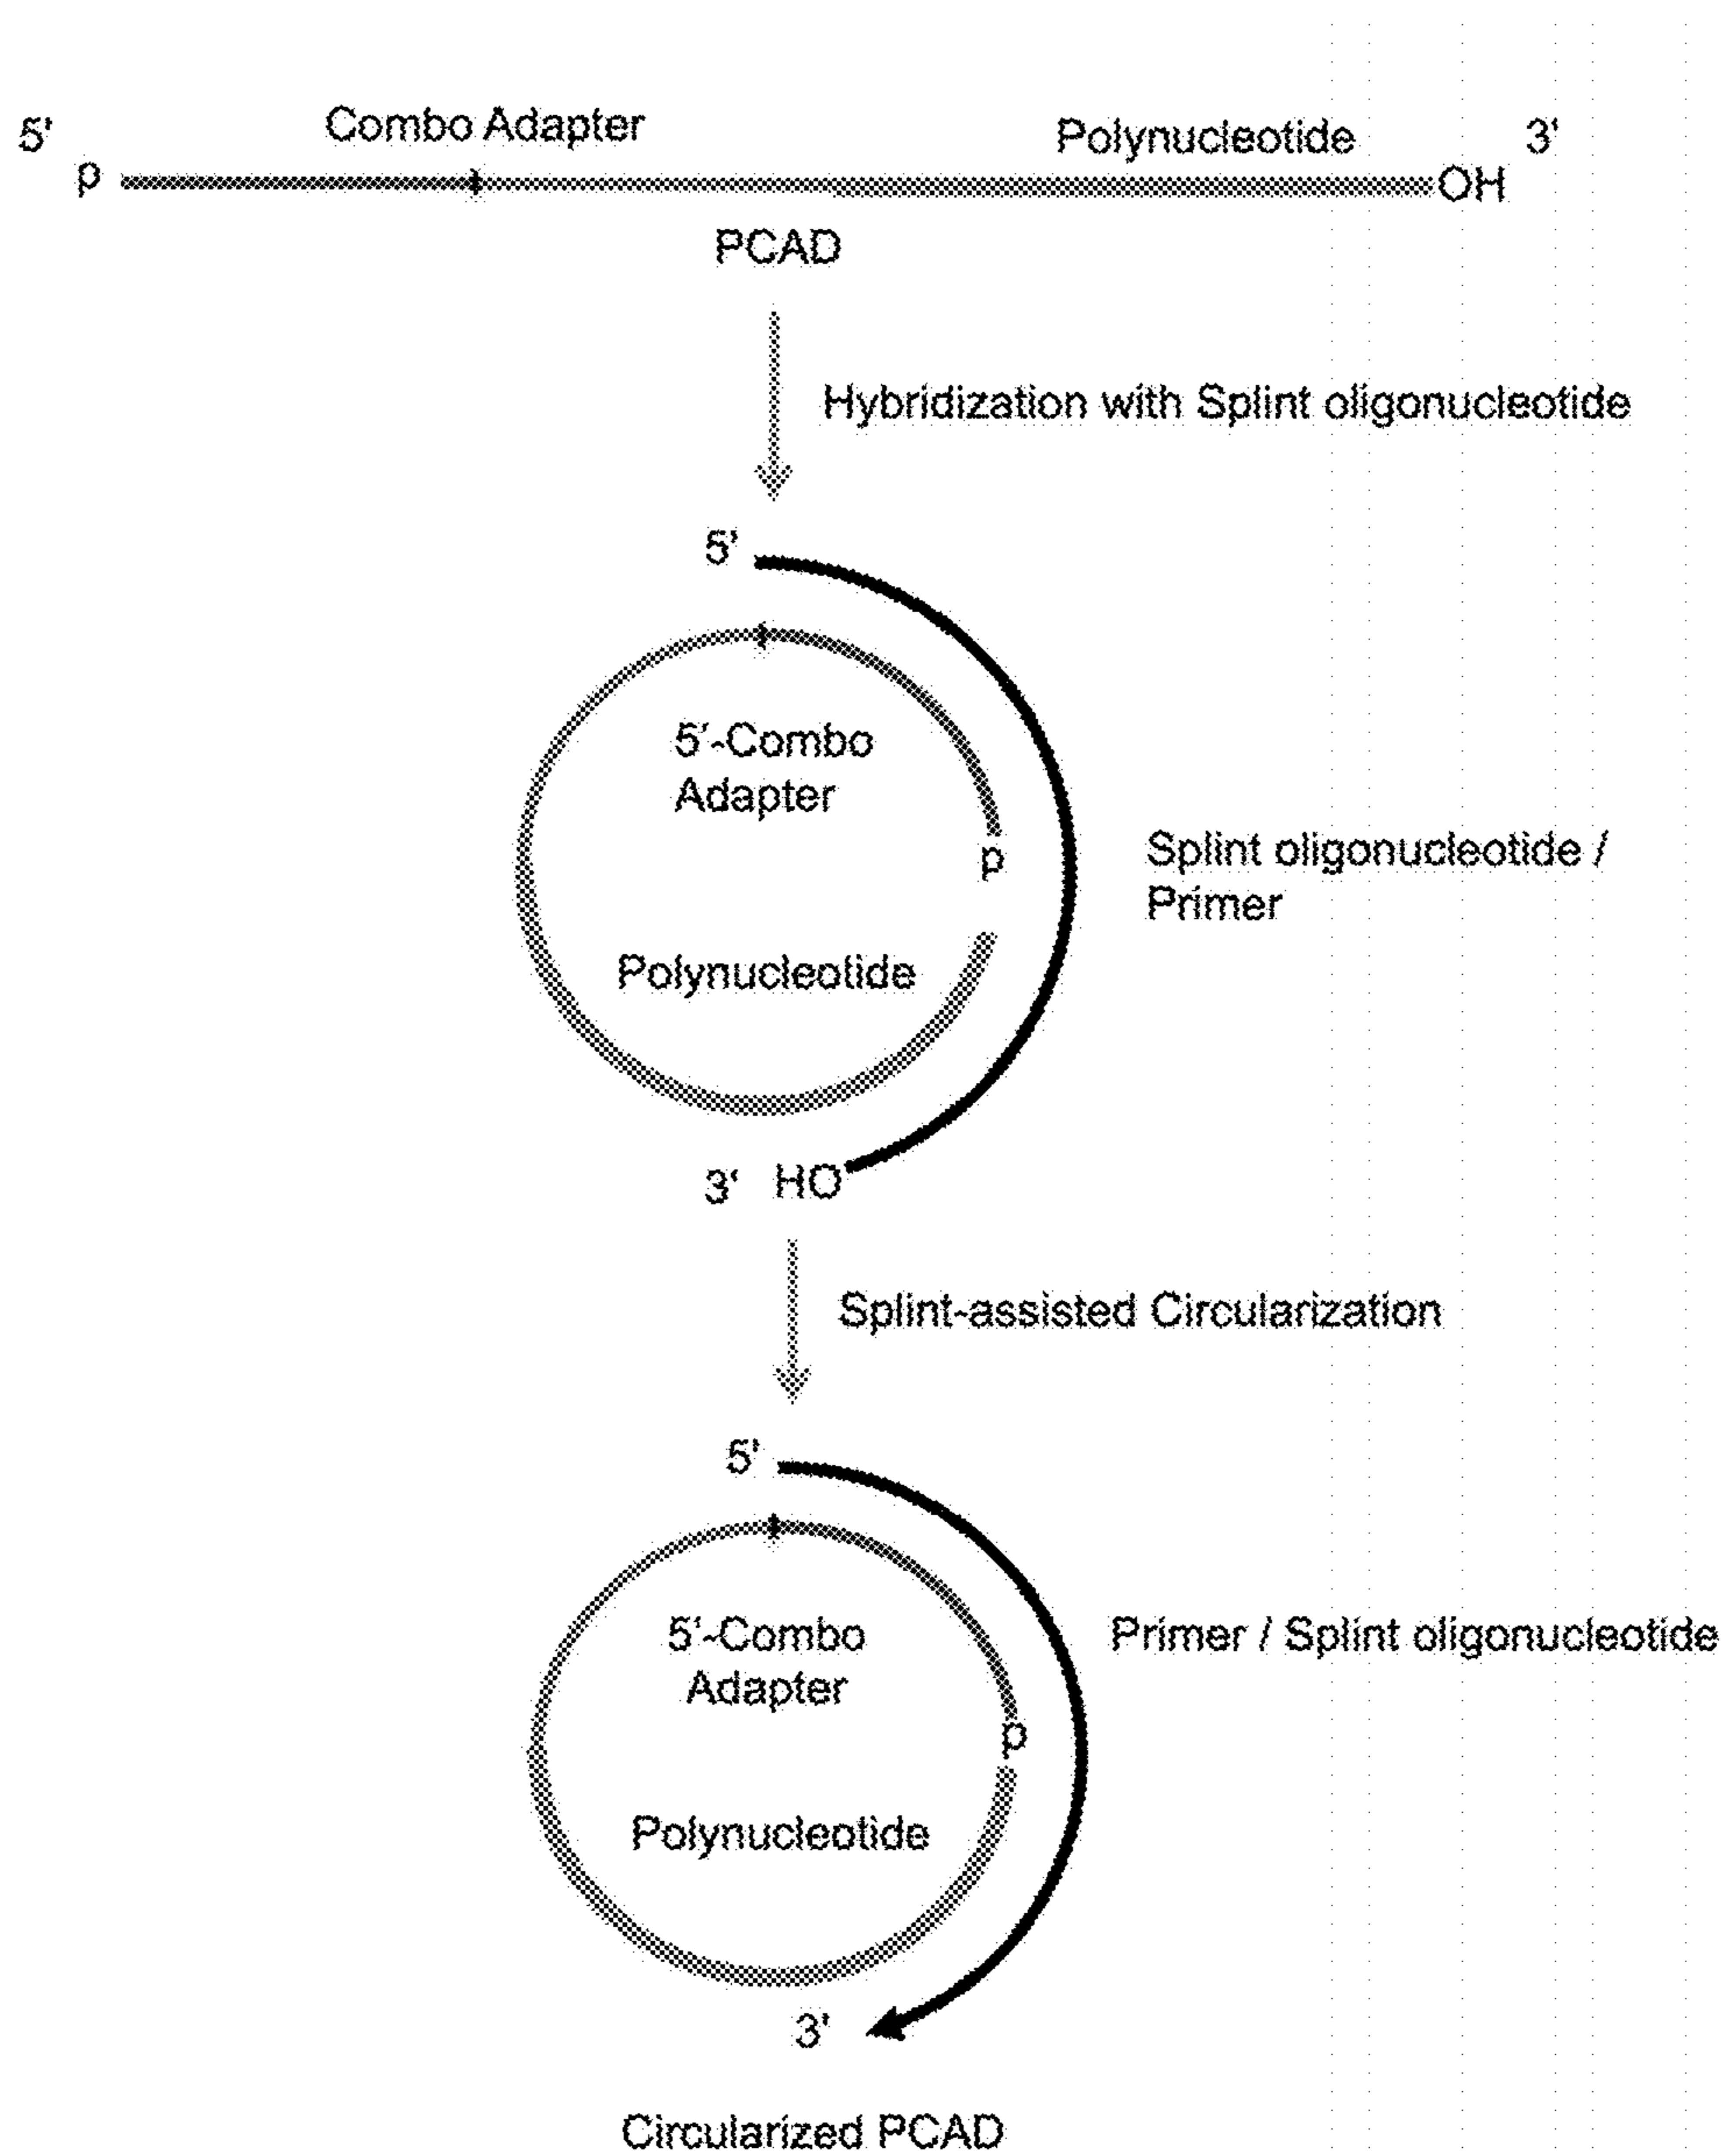 5' Combo Adapter Polynucleotide 3'
p OH
PCAD
Hybridization with Splint oligonucleotide
5'
5'-Combo
Adapter
p
Splint oligonucleotide /
Primer
Polynucleotide
3' HO
Splint-assisted Circularization
5'
5'-Combo
Adapter
Primer / Splint oligonucleotide
p
Polynucleotide
3'
Circularized PCAD